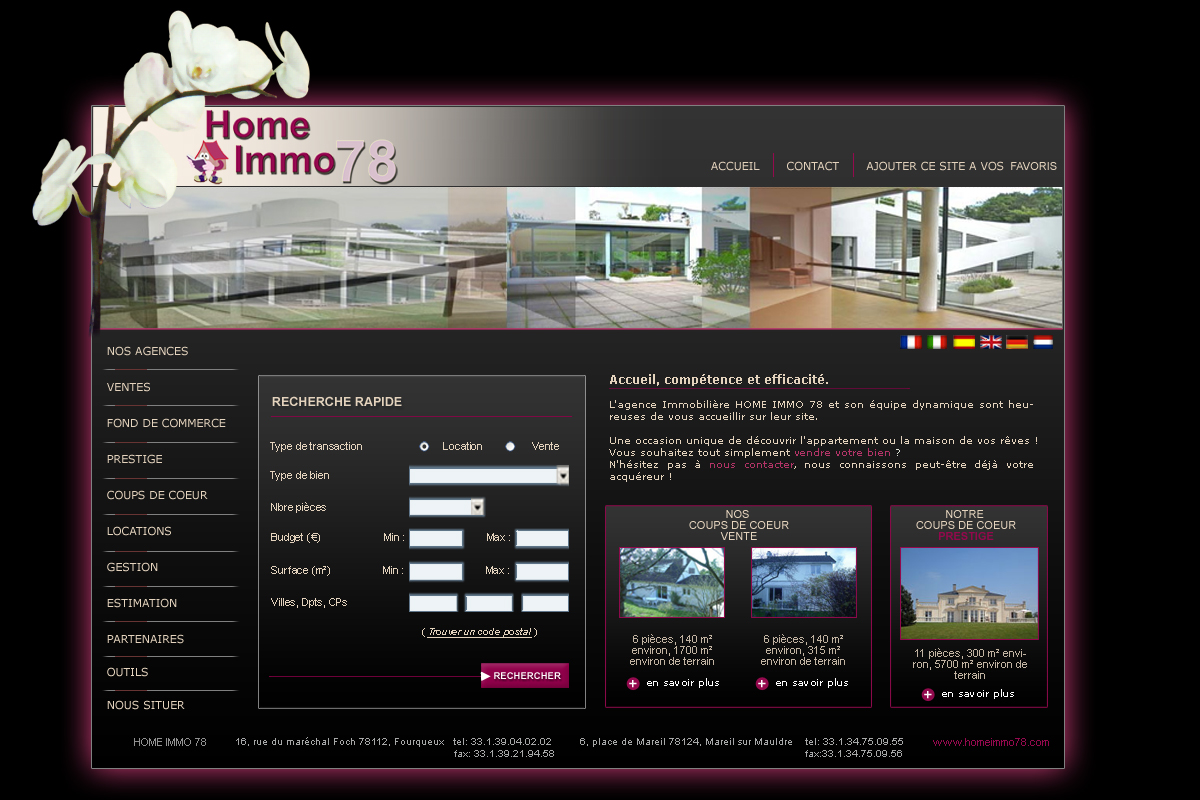 Home
Immo78
ACCUEIL
CONTACT
AJOUTER CE SITE A VOS FAVORIS
NOS AGENCES
VENTES
FOND DE COMMERCE
PRESTIGE
COUPS DE COEUR
LOCATIONS
GESTION
ESTIMATION
PARTENAIRES
OUTILS
NOUS SITUER
RECHERCHE RAPIDE
Type de transaction Location Vente
Type de bien
Nbre pièces
Budget (€) Min : Max :
Surface (m²) Min : Max :
Villes, Dpts, CPs
( Trouver un code postal )
RECHERCHER
Accueil, compétence et efficacité.
L'agence Immobilière HOME IMMO 78 et son équipe dynamique sont heu-
reuses de vous accueillir sur leur site.
Une occasion unique de découvrir l'appartement ou la maison de vos rêves !
Vous souhaitez tout simplement vendre votre bien ?
N'hésitez pas à nous contacter, nous connaissons peut-être déjà votre
acquéreur !
NOS
COUPS DE COEUR
VENTE
6 pièces, 140 m²
environ, 1700 m²
environ de terrain
en savoir plus
6 pièces, 140 m²
environ, 315 m²
environ de terrain
en savoir plus
NOTRE
COUPS DE COEUR
PRESTIGE
11 pièces, 300 m² envi-
ron, 5700 m² environ de
terrain
en savoir plus
HOME IMMO 78
16, rue du maréchal Foch 78112, Fourqueux tel: 33.1.39.04.02.02
fax: 33.1.39.21.94.58
6, place de Mareil 78124, Mareil sur Mauldre tel: 33.1.34.75.09.55
fax:33.1.34.75.09.56
www.homeimmo78.com